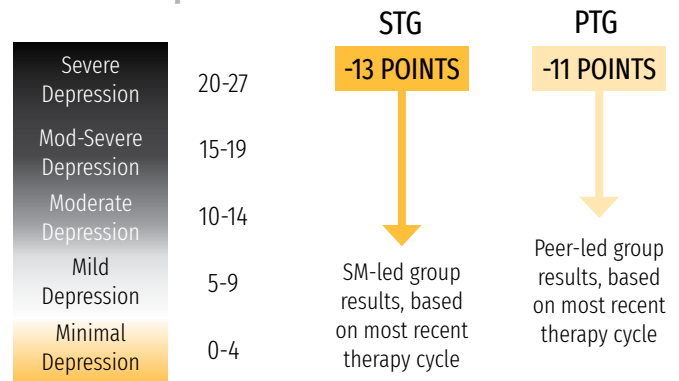 STG
PTG
Severe
Depression
20-27
-13 POINTS
-11 POINTS
Mod-Severe
Depression
15-19
Moderate
Depression
10-14
Mild
Depression
5-9
Minimal
Depression
0-4
SM-led group
results, based
on most recent
therapy cycle
Peer-led group
results, based
on most recent
therapy cycle